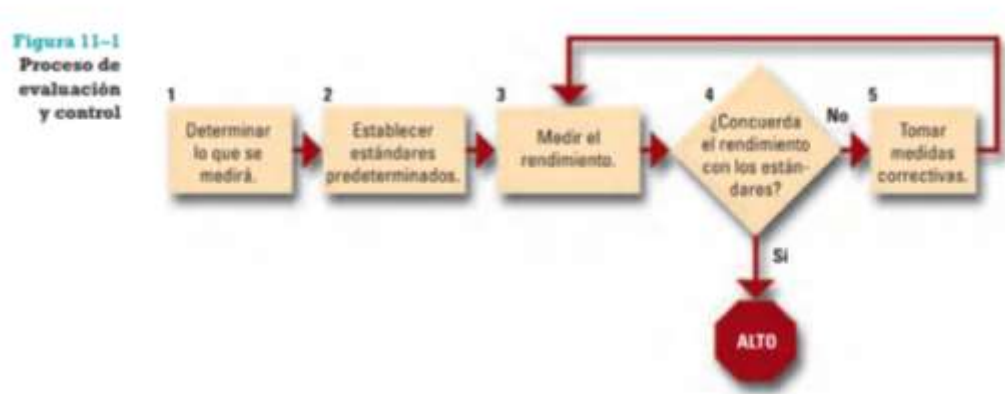 Figura 11–1
Proceso de
evaluación
y control
1
Determinar
lo que se
medirá.
2
Establecer
estándares
predeterminados.
3
Medir el
rendimiento.
4
¿Concuerda
el rendimiento
con los están-
dares?
No
5
Tomar
medidas
correctivas.
Sí
ALTO